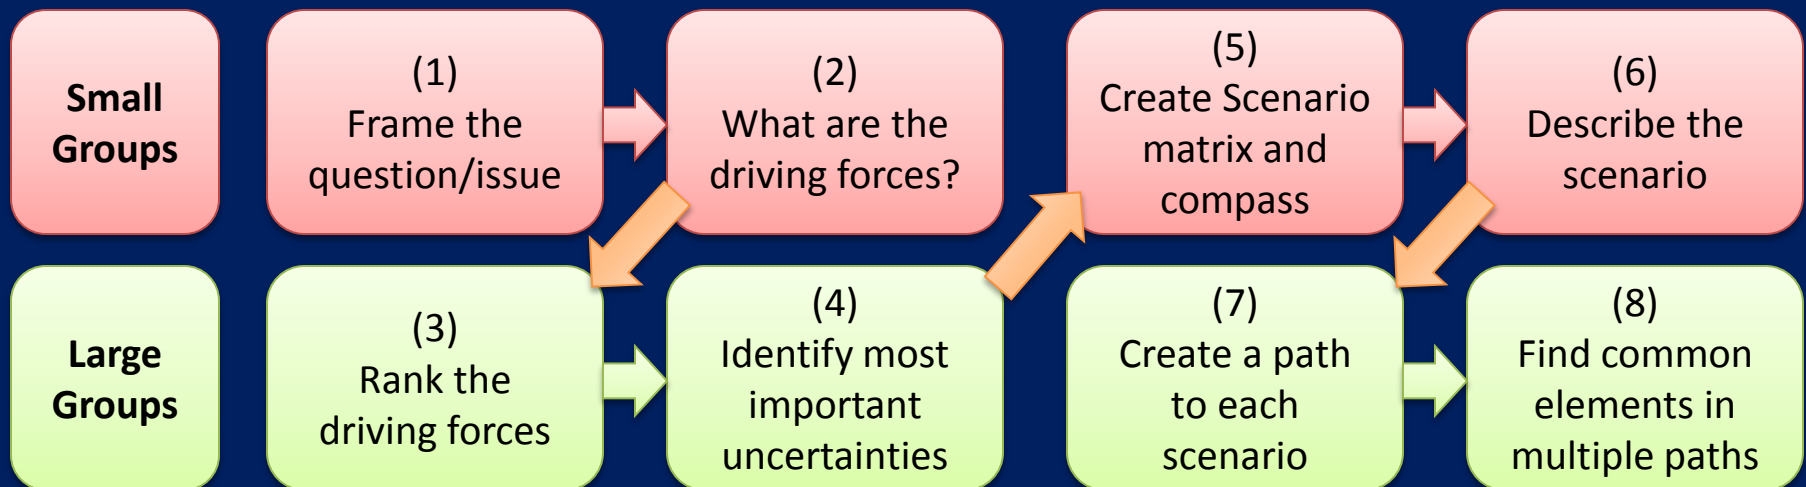 Small
Groups
(1)
Frame the
question/issue
(2)
What are the
driving forces?
(5)
Create Scenario
matrix and
compass
(6)
Describe the
scenario
Large
Groups
(3)
Rank the
driving forces
(4)
Identify most
important
uncertainties
(7)
Create a path
to each
scenario
(8)
Find common
elements in
multiple paths